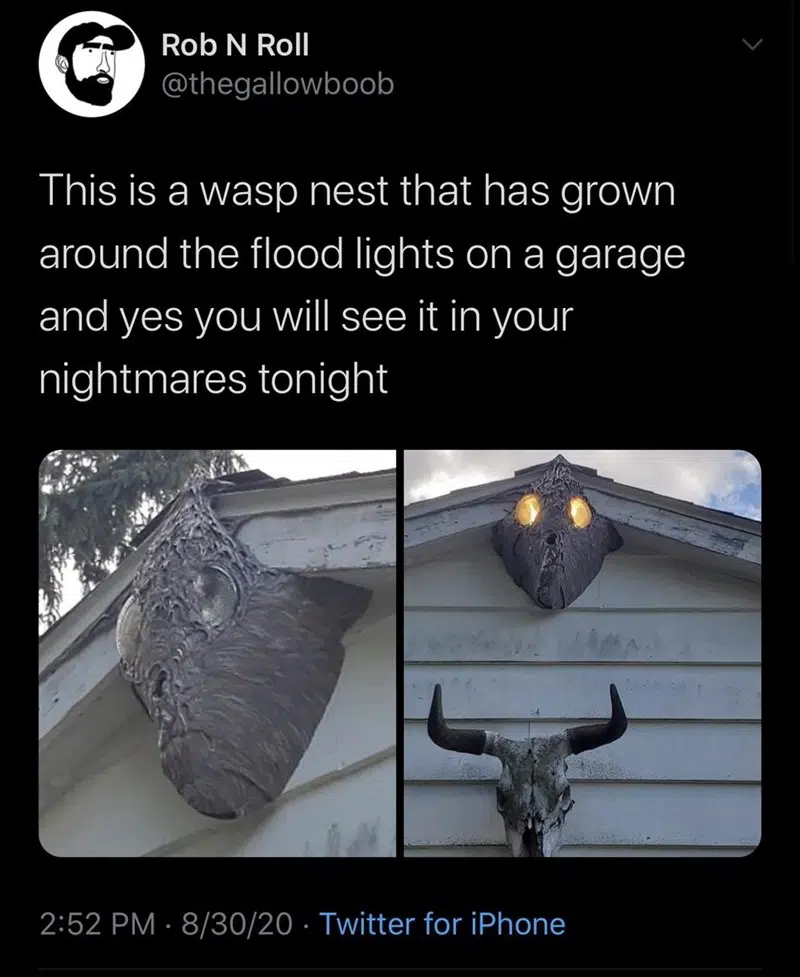 Rob N Roll
@thegallowboob
This is a wasp nest that has grown
around the flood lights on a garage
and yes you will see it in your
nightmares tonight
2:52 PM · 8/30/20 · Twitter for iPhone